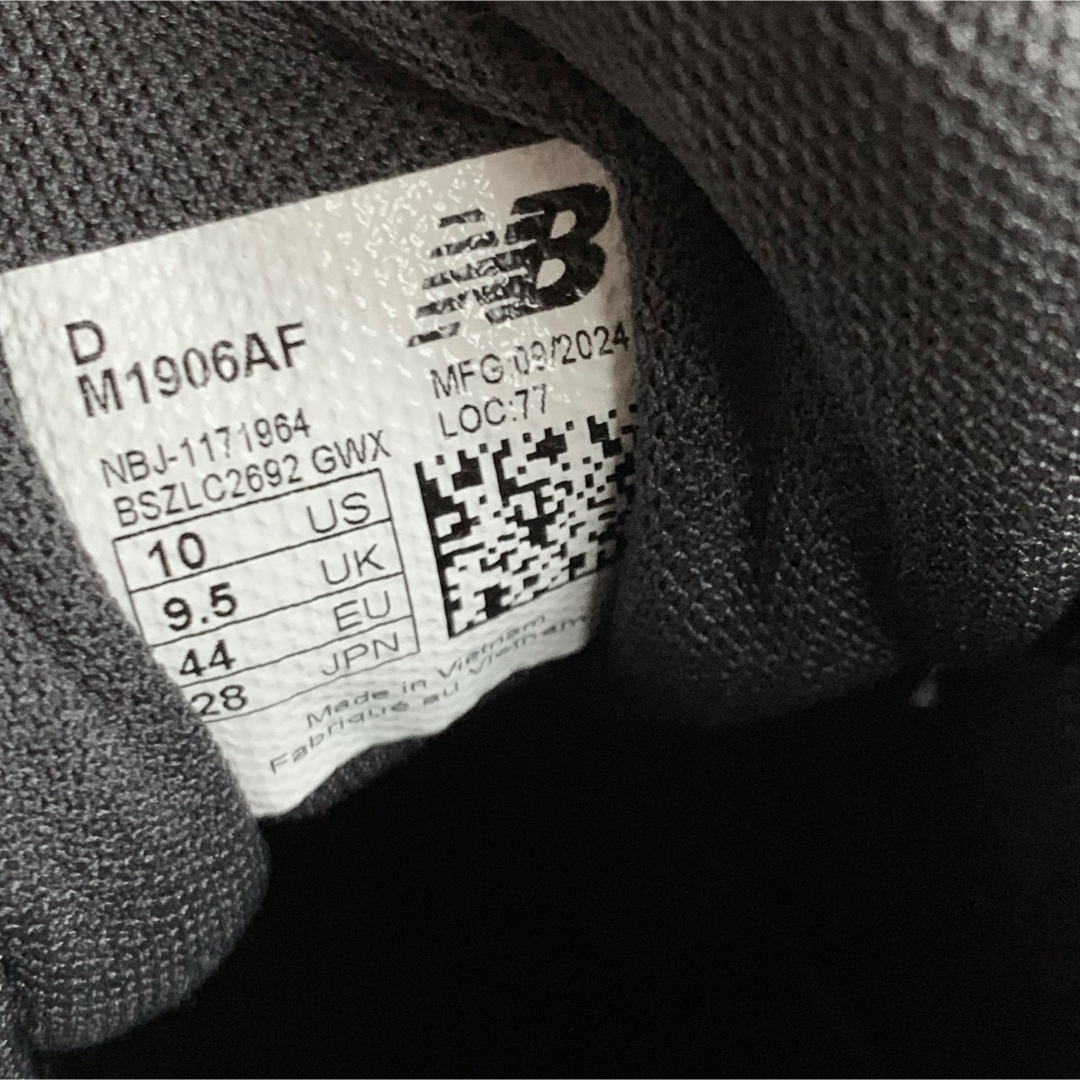 D
M1906AF
NBJ-1171964
BSZLC2692 GWX
10 US
9.5 UK
44 EU
28 JPN
NB
MFG:09/2024
LOC:77
Made in Vietnam
Fabriqué au Vietnam